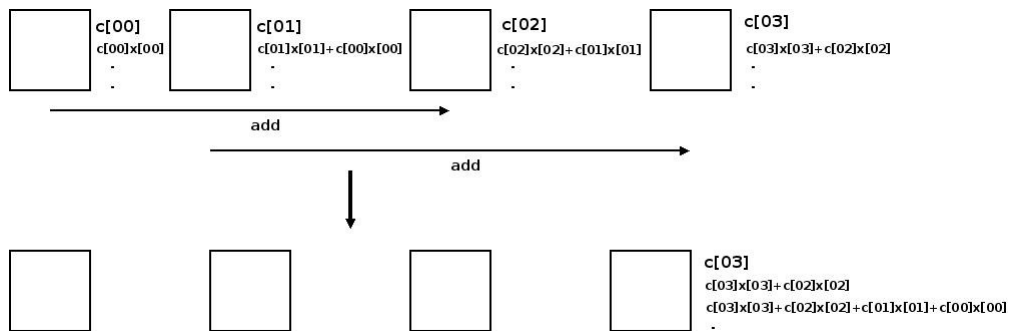 c[00]
c[00]x[00]
.
.
c[01]
c[01]x[01]+c[00]x[00]
.
.
c[02]
c[02]x[02]+c[01]x[01]
.
.
c[03]
c[03]x[03]+c[02]x[02]
.
.
add
add
c[03]
c[03]x[03]+c[02]x[02]
c[03]x[03]+c[02]x[02]+c[01]x[01]+c[00]x[00]
.